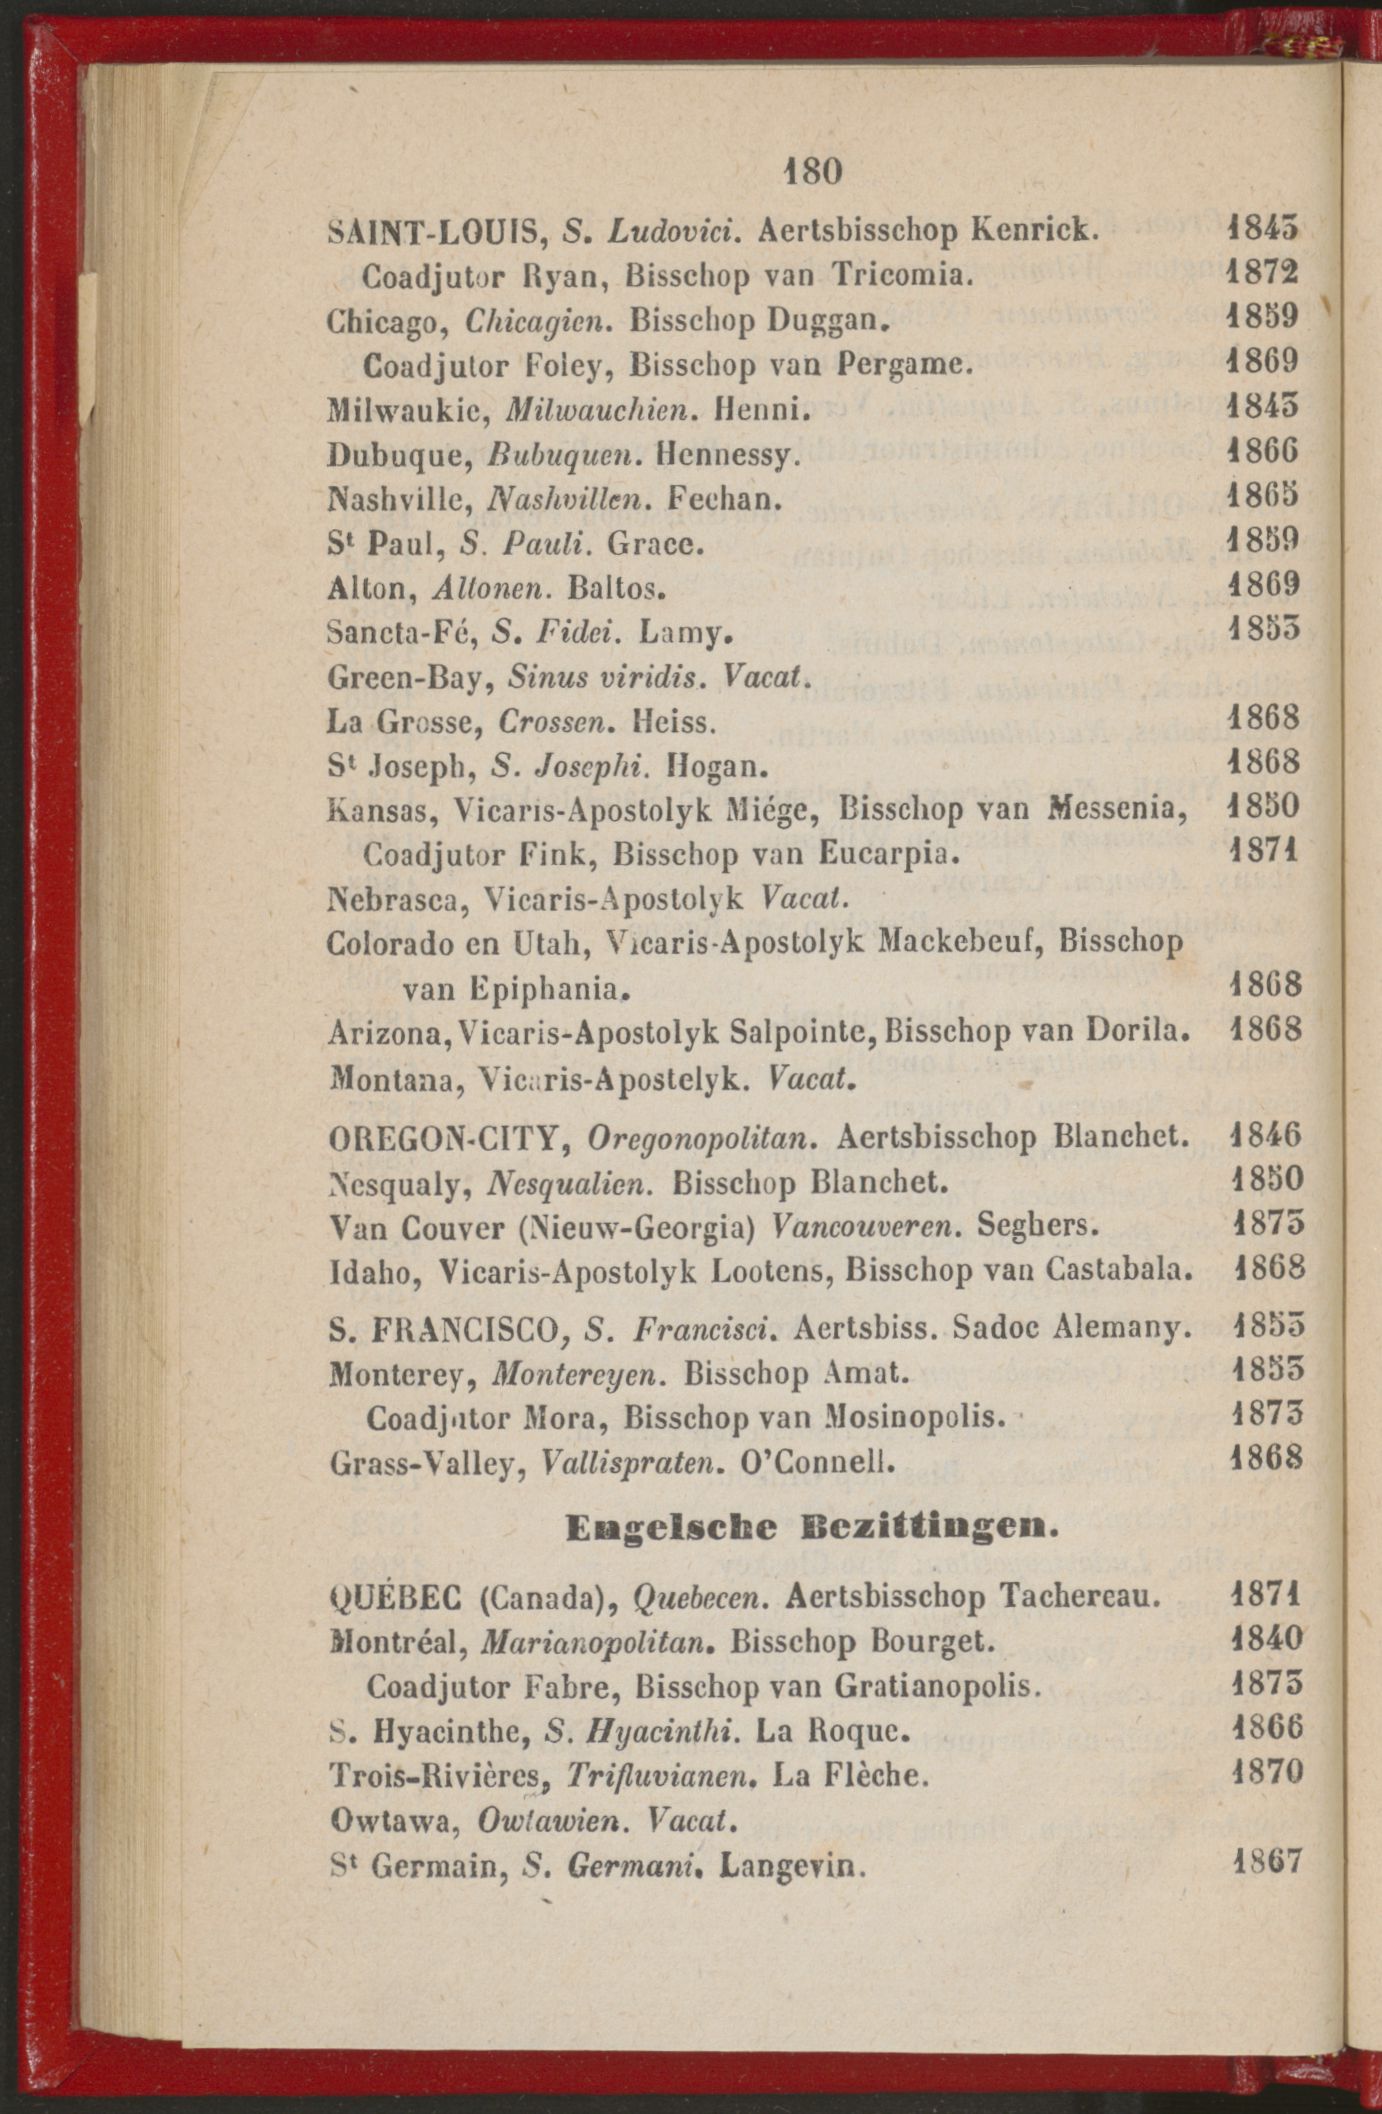 180
SAINT-LOUIS, S. Ludovici. Aertsbisschop Kenrick. 1843
Coadjutor Ryan, Bisschop van Tricomia. 1872
Chicago, Chicagien. Bisschop Duggan. 1859
Coadjutor Foley, Bisschop van Pergame. 1869
Milwaukie, Milwauchien. Henni. 1843
Dubuque, Bubuquen. Hennessy. 1866
Nashville, Nashvillen. Feehan. 1865
St Paul, S. Pauli. Grace. 1859
Alton, Altonen. Baltos. 1869
Sancta-Fé, S. Fidei. Lamy. 1853
Green-Bay, Sinus viridis. Vacat.
La Grosse, Crossen. Heiss. 1868
St Joseph, S. Josephi. Hogan. 1868
Kansas, Vicaris-Apostolyk Miége, Bisschop van Messenia, 1850
Coadjutor Fink, Bisschop van Eucarpia. 1871
Nebrasca, Vicaris-Apostolyk Vacat.
Colorado en Utah, Vicaris-Apostolyk Mackebeuf, Bisschop
van Epiphania. 1868
Arizona, Vicaris-Apostolyk Salpointe, Bisschop van Dorila. 1868
Montana, Vicaris-Apostelyk. Vacat.
OREGON-CITY, Oregonopolitan. Aertsbisschop Blanchet. 1846
Nesqualy, Nesqualien. Bisschop Blanchet. 1850
Van Couver (Nieuw-Georgia) Vancouveren. Seghers. 1873
Idaho, Vicaris-Apostolyk Lootens, Bisschop van Castabala. 1868
S. FRANCISCO, S. Francisci. Aertsbiss. Sadoc Alemany. 1853
Monterey, Montereyen. Bisschop Amat. 1853
Coadjutor Mora, Bisschop van Mosinopolis. 1873
Grass-Valley, Vallispraten. O'Connell. 1868
Engelsche Bezittingen.
QUÉBEC (Canada), Quebecen. Aertsbisschop Tachereau. 1871
Montréal, Marianopolitan. Bisschop Bourget. 1840
Coadjutor Fabre, Bisschop van Gratianopolis. 1873
S. Hyacinthe, S. Hyacinthi. La Roque. 1866
Trois-Rivières, Trifluvianen. La Flèche. 1870
Owtawa, Owtawien. Vacat.
St Germain, S. Germani. Langevin. 1867